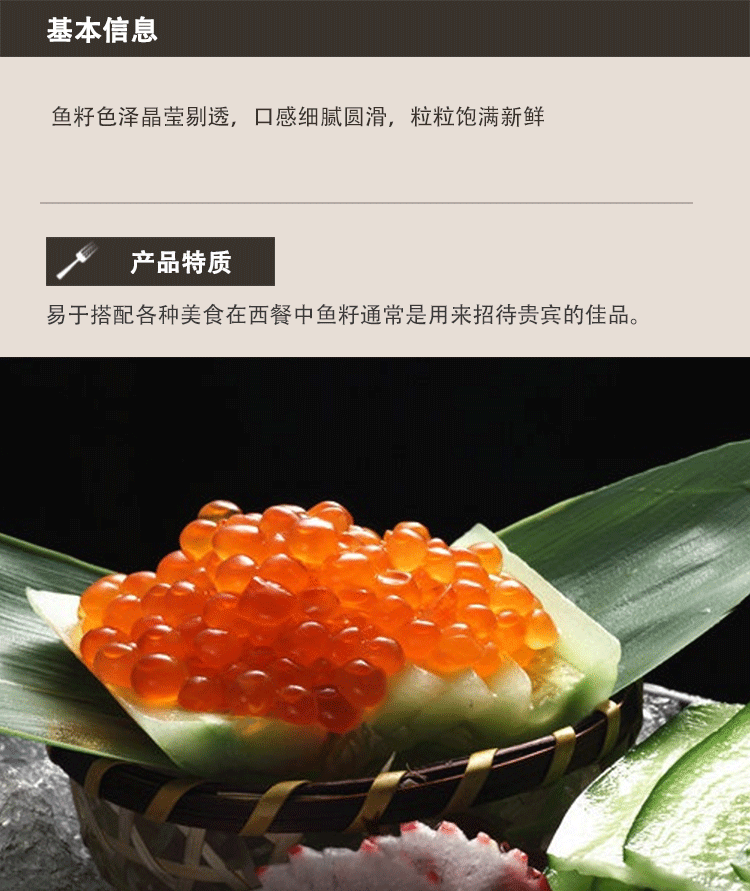 基本信息
鱼籽色泽晶莹剔透，口感细腻圆滑，粒粒饱满新鲜
产品特质
易于搭配各种美食在西餐中鱼籽通常是用来招待贵宾的佳品。